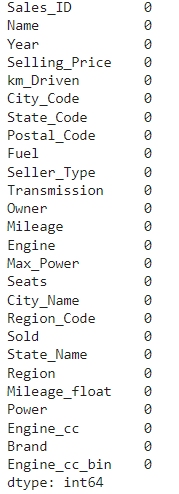 Sales_ID 0
Name 0
Year 0
Selling_Price 0
km_Driven 0
City_Code 0
State_Code 0
Postal_Code 0
Fuel 0
Seller_Type 0
Transmission 0
Owner 0
Mileage 0
Engine 0
Max_Power 0
Seats 0
City_Name 0
Region_Code 0
Sold 0
State_Name 0
Region 0
Mileage_float 0
Power 0
Engine_cc 0
Brand 0
Engine_cc_bin 0
dtype: int64